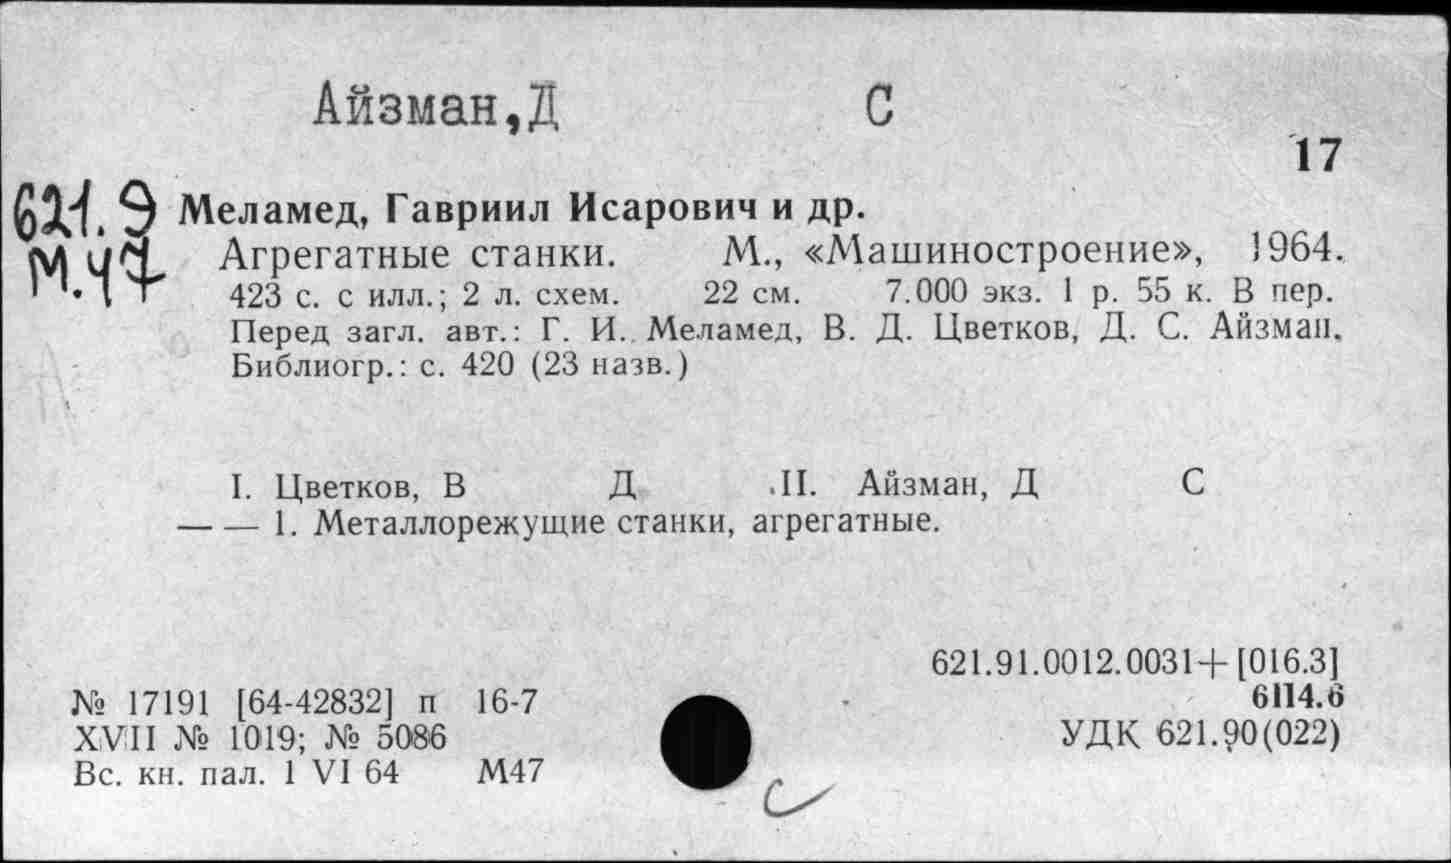 Айзман,Д С
17
621.9 Меламед, Гавриил Исарович и др.
М.47 Агрегатные станки. М., «Машиностроение», 1964.
423 с. с илл.; 2 л. схем. 22 см. 7.000 экз. 1 р. 55 к. В пер.
Перед загл. авт.: Г. И. Меламед, В. Д. Цветков, Д. С. Айзман.
Библиогр.: с. 420 (23 назв.)
I. Цветков, В Д II. Айзман, Д С
— — 1. Металлорежущие станки, агрегатные.
621.91.0012.0031+[016.3]
№ 17191 [64-42832] п 16-7 6П4.6
XVII № 1019; № 5086 УДК 621.90(022)
Вс. кн. пал. 1 VI 64 М47